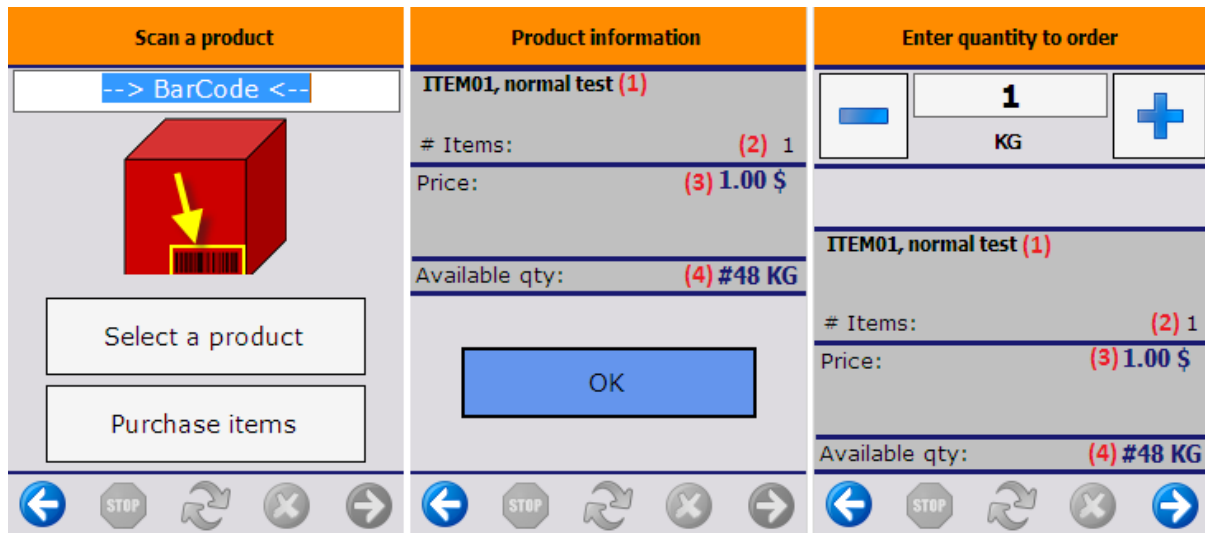 Scan a product
--> BarCode <--
Select a product
Purchase items
STOP
Product information
ITEM01, normal test (1)
# Items: (2) 1
Price: (3) 1.00 $
Available qty: (4) #48 KG
OK
STOP
Enter quantity to order
1
KG
ITEM01, normal test (1)
# Items: (2) 1
Price: (3) 1.00 $
Available qty: (4) #48 KG
STOP